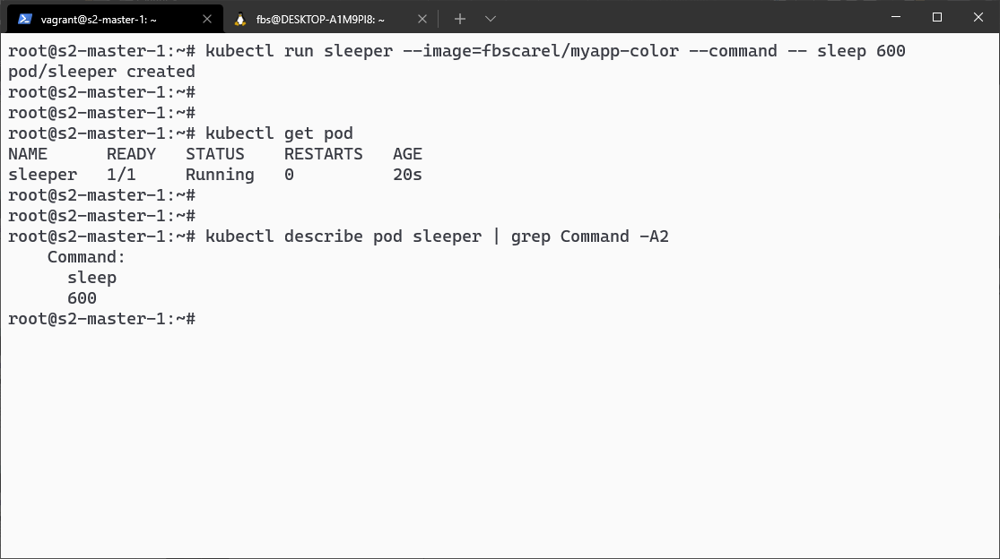 vagrant@s2-master-1: ~
fbs@DESKTOP-A1M9PI8: ~
root@s2-master-1:~# kubectl run sleeper --image=fbscarel/myapp-color --command -- sleep 600
pod/sleeper created
root@s2-master-1:~#
root@s2-master-1:~#
root@s2-master-1:~# kubectl get pod
NAME      READY   STATUS    RESTARTS   AGE
sleeper   1/1     Running   0          20s
root@s2-master-1:~#
root@s2-master-1:~#
root@s2-master-1:~# kubectl describe pod sleeper | grep Command -A2
    Command:
      sleep
      600
root@s2-master-1:~#